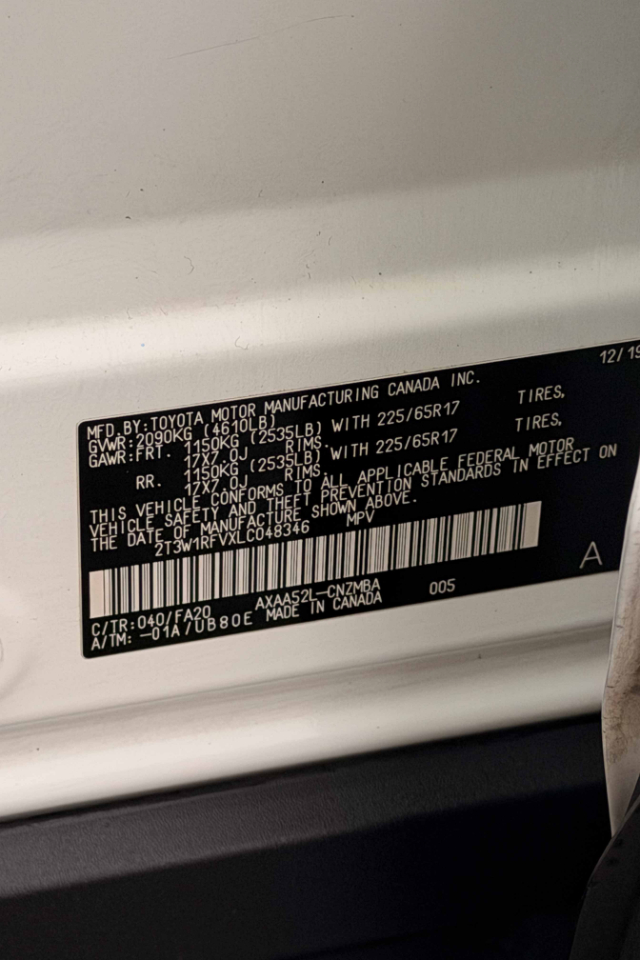 12/19
MFD.BY:TOYOTA MOTOR MANUFACTURING CANADA INC.
GVWR:2090KG (4610LB)
GAWR:FRT. 1150KG (2535LB) WITH 225/65R17 TIRES,
17X7.0J RIMS.
RR. 1150KG (2535LB) WITH 225/65R17 TIRES,
17X7.0J RIMS.
THIS VEHICLE CONFORMS TO ALL APPLICABLE FEDERAL MOTOR
VEHICLE SAFETY AND THEFT PREVENTION STANDARDS IN EFFECT ON
THE DATE OF MANUFACTURE SHOWN ABOVE.
2T3W1RFVXLC048346 MPV
A
C/TR:040/FA20 AXAA52L-CNZMBA 005
A/TM: -01A/UB80E MADE IN CANADA